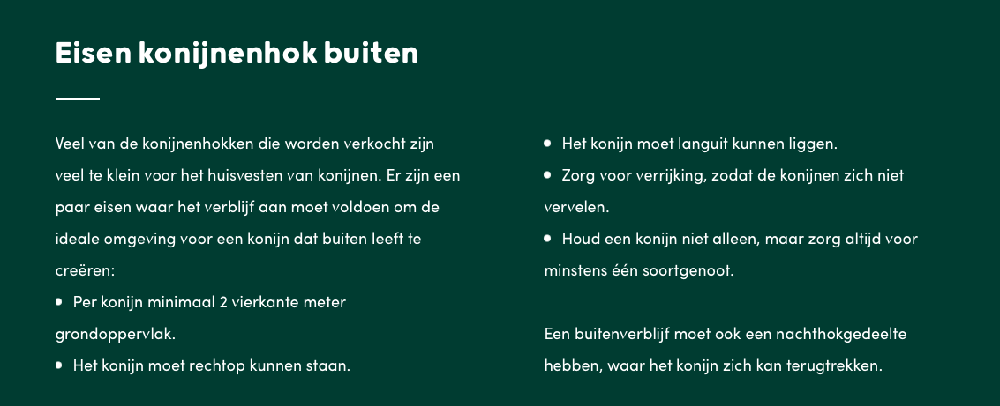 Eisen konijnenhok buiten
Veel van de konijnenhokken die worden verkocht zijn
veel te klein voor het huisvesten van konijnen. Er zijn een
paar eisen waar het verblijf aan moet voldoen om de
ideale omgeving voor een konijn dat buiten leeft te
creëren:
• Per konijn minimaal 2 vierkante meter
grondoppervlak.
• Het konijn moet rechtop kunnen staan.
• Het konijn moet languit kunnen liggen.
• Zorg voor verrijking, zodat de konijnen zich niet
vervelen.
• Houd een konijn niet alleen, maar zorg altijd voor
minstens één soortgenoot.
Een buitenverblijf moet ook een nachthokgedeelte
hebben, waar het konijn zich kan terugtrekken.